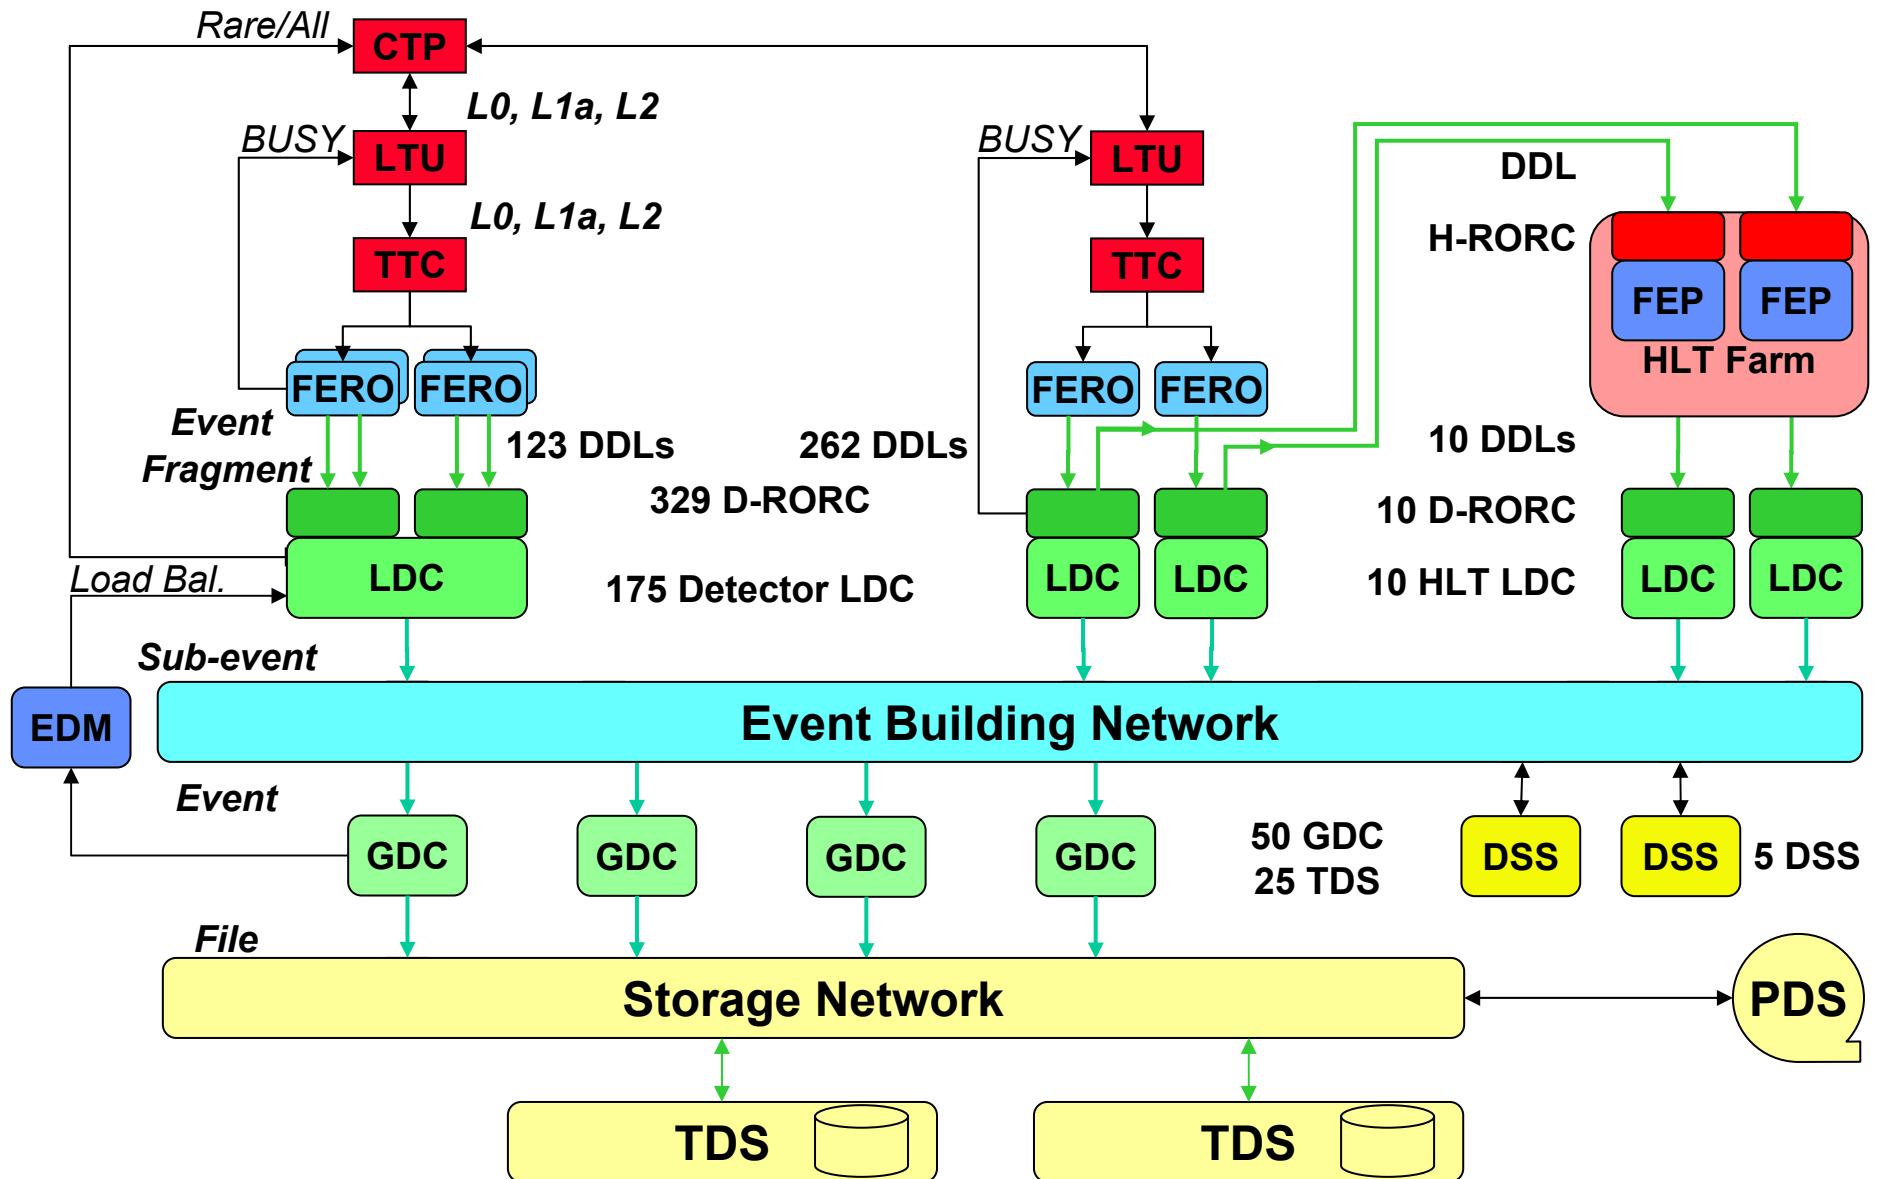 Rare/All
CTP
L0, L1a, L2
BUSY
LTU
BUSY
LTU
DDL
L0, L1a, L2
H-RORC
TTC
TTC
FEP
FEP
HLT Farm
FERO
FERO
FERO
FERO
Event
Fragment
123 DDLs
262 DDLs
10 DDLs
329 D-RORC
10 D-RORC
Load Bal.
LDC
175 Detector LDC
LDC
LDC
10 HLT LDC
LDC
LDC
Sub-event
EDM
Event Building Network
Event
GDC
GDC
GDC
GDC
50 GDC
25 TDS
DSS
DSS
5 DSS
File
Storage Network
PDS
TDS
TDS